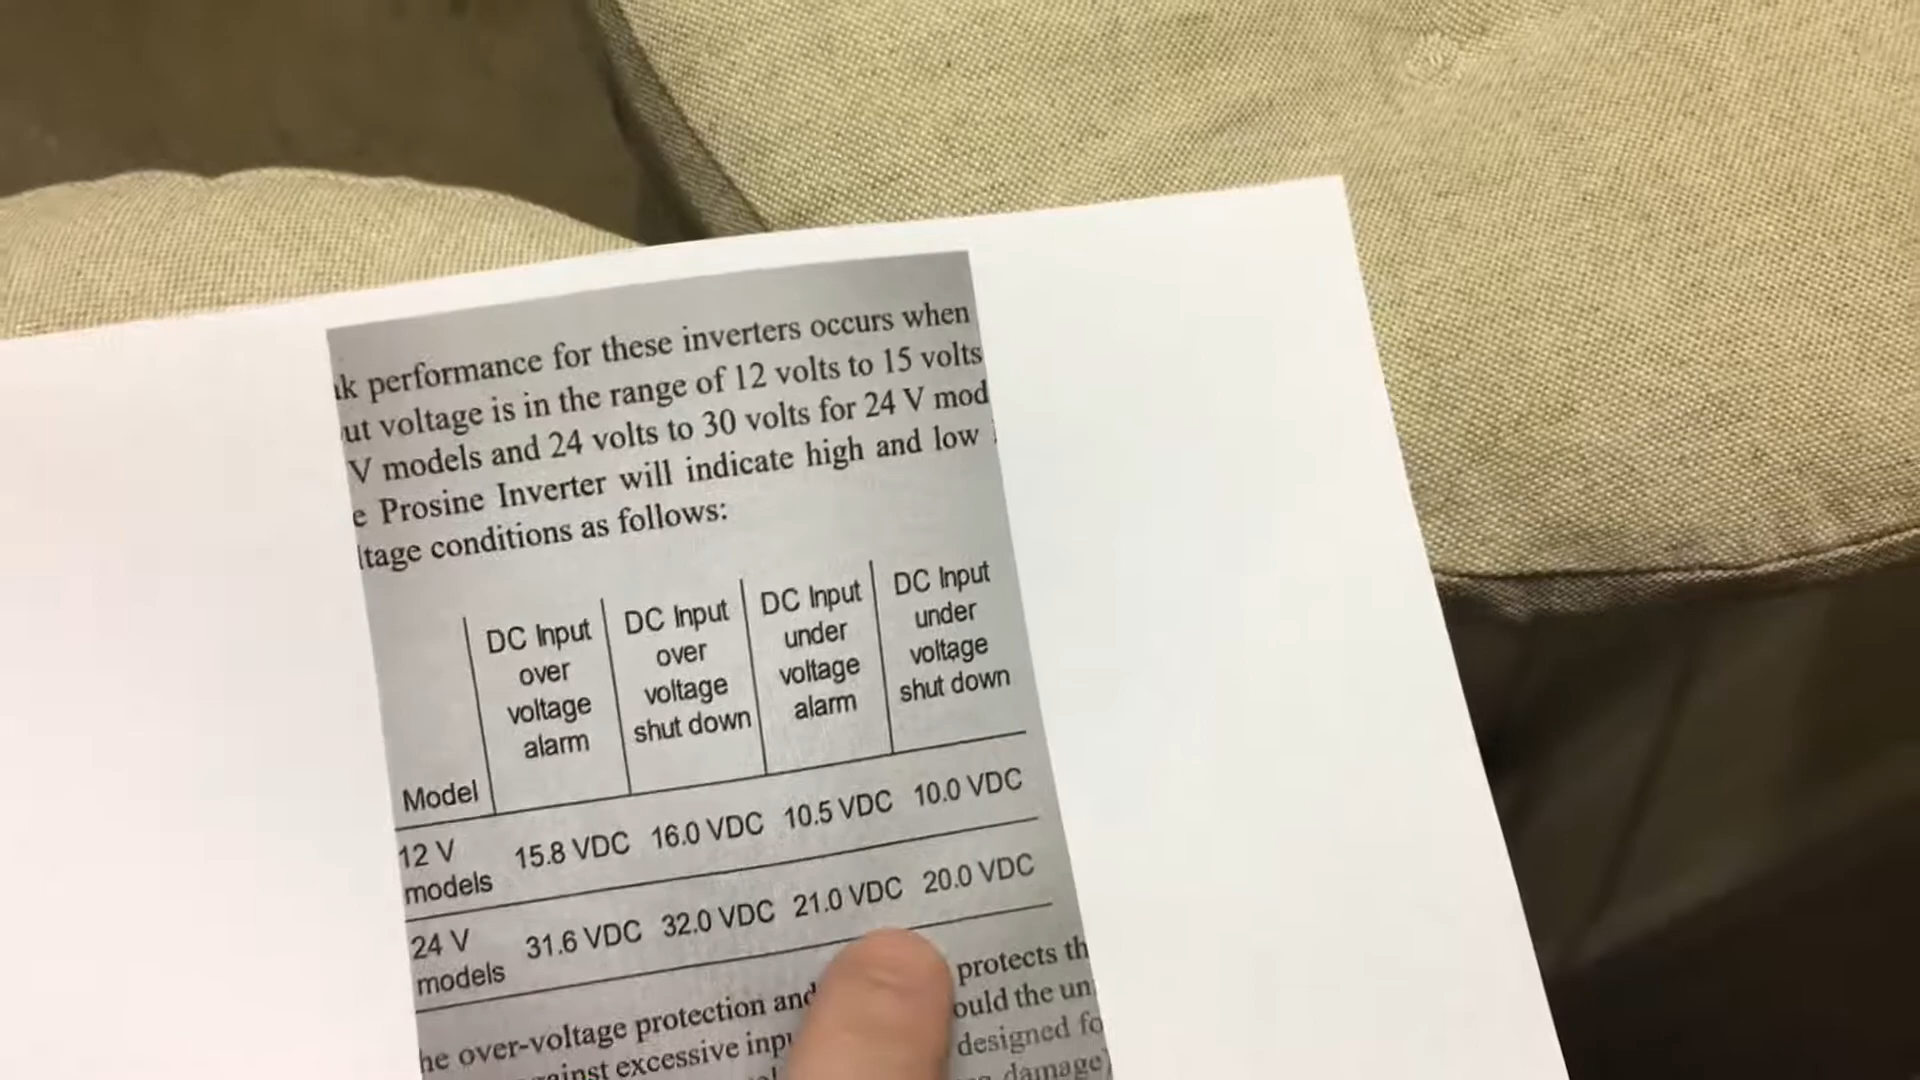 performance for these inverters occurs when
voltage is in the range of 12 volts to 15 volts
V models and 24 volts to 30 volts for 24 V mod
e Prosine Inverter will indicate high and low
ltage conditions as follows:
Model
DC Input over voltage alarm
DC Input over voltage shut down
DC Input under voltage alarm
DC Input under voltage shut down
12 V models 15.8 VDC 16.0 VDC 10.5 VDC 10.0 VDC
24 V models 31.6 VDC 32.0 VDC 21.0 VDC 20.0 VDC
he over-voltage protection and protects th
excessive inp ould the un
designed fo
damage)